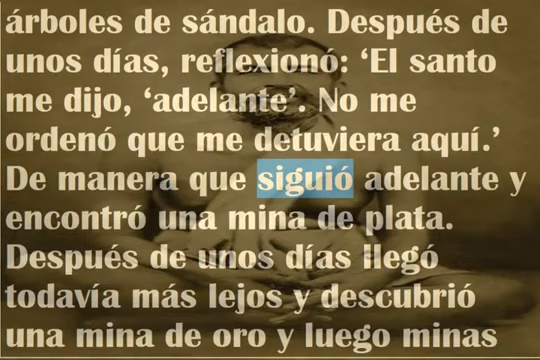 árboles de sándalo. Después de
unos días, reflexionó: ‘El santo
me dijo, ‘adelante’. No me
ordenó que me detuviera aquí.’
De manera que siguió adelante y
encontró una mina de plata.
Después de unos días llegó
todavía más lejos y descubrió
una mina de oro y luego minas